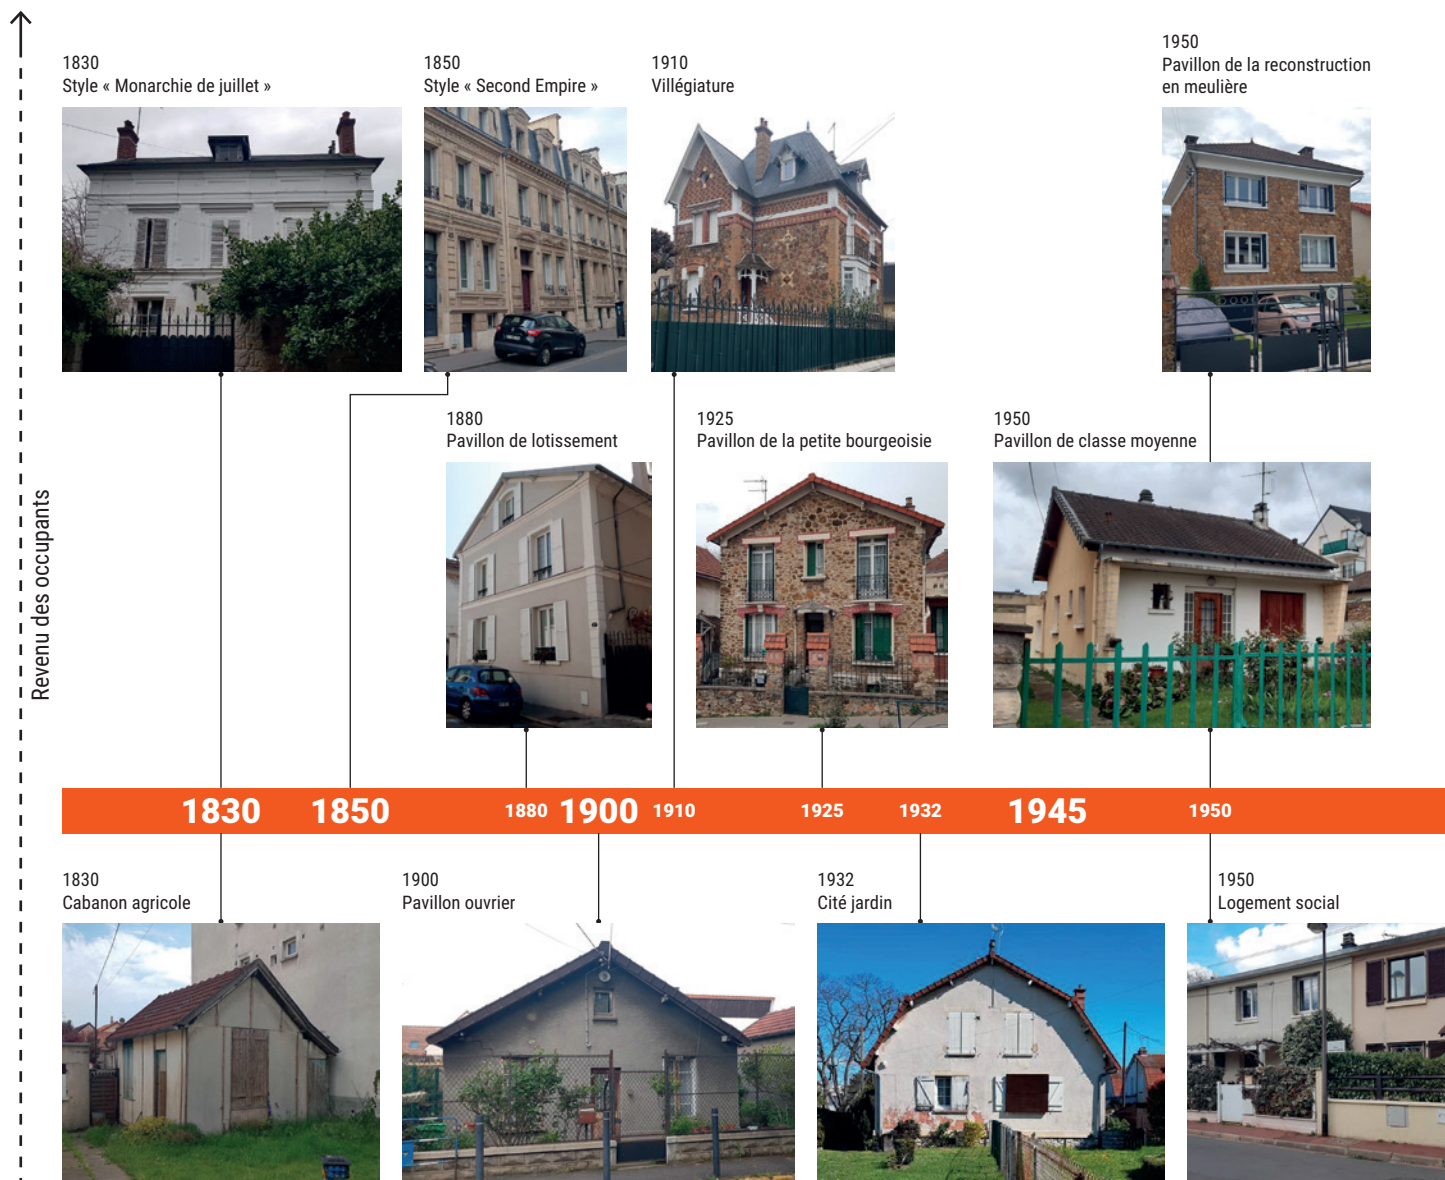 1830
Style « Monarchie de juillet »
1850
Style « Second Empire »
1910
Villégiature
1950
Pavillon de la reconstruction
en meulière
1880
Pavillon de lotissement
1925
Pavillon de la petite bourgeoisie
1950
Pavillon de classe moyenne
Revenu des occupants
1830 1850 1880 1900 1910 1925 1932 1945 1950
1830
Cabanon agricole
1900
Pavillon ouvrier
1932
Cité jardin
1950
Logement social